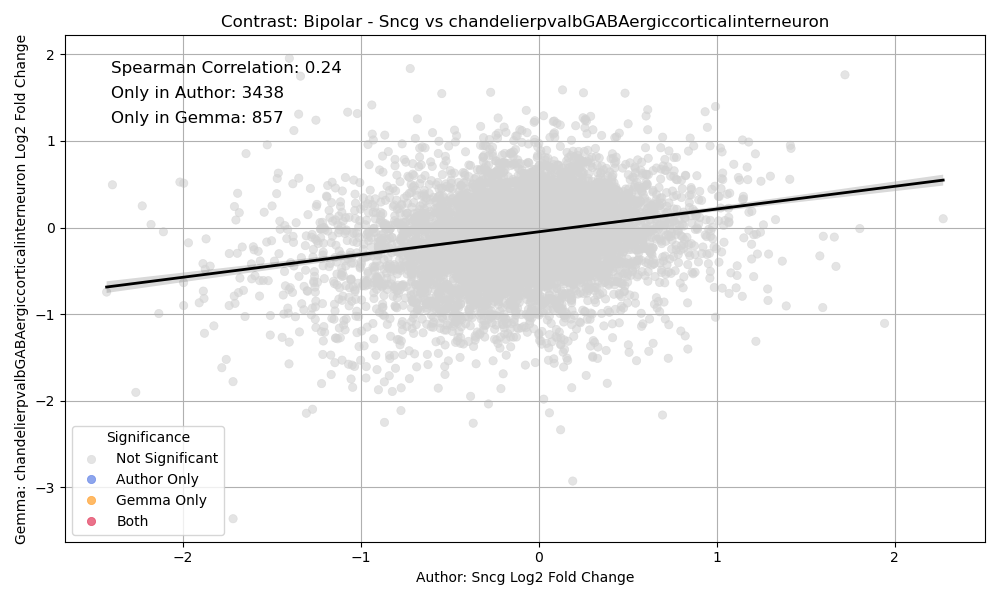 Contrast: Bipolar - Sncg vs chandelierpvalbGABAergiccorticalinterneuron
Gemma: chandelierpvalbGABAergiccorticalinterneuron Log2 Fold Change
2
1
0
−1
−2
−3
Spearman Correlation: 0.24
Only in Author: 3438
Only in Gemma: 857
Significance
Not Significant
Author Only
Gemma Only
Both
−2
−1
0
1
2
Author: Sncg Log2 Fold Change